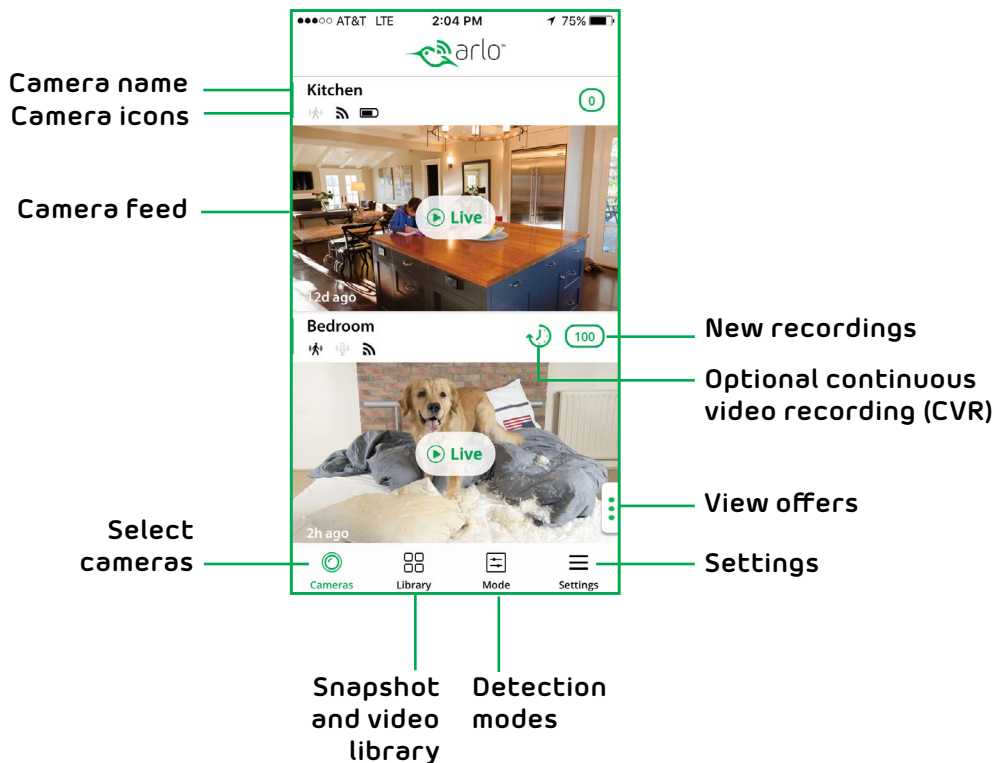 AT&T LTE 2:04 PM 75%
arlo™
Camera name
Kitchen
0
Camera icons
Camera feed
Live
12d ago
Bedroom
100
New recordings
Optional continuous
video recording (CVR)
Live
View offers
2h ago
Select
cameras
Cameras Library Mode Settings
Settings
Snapshot
and video
library
Detection
modes